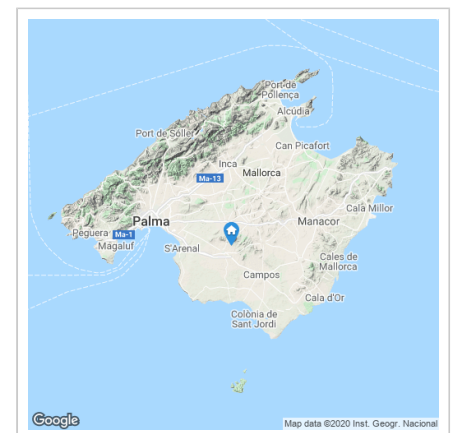 Port de
Pollença
Alcúdia
Port de Sóller
Can Picafort
Inca
Mallorca
Ma-13
Cala Millor
Palma
Manacor
Peguera
Ma-1
Magaluf
S'Arenal
Cales de
Mallorca
Campos
Cala d'Or
Colònia de
Sant Jordi
Google
Map data ©2020 Inst. Geogr. Nacional